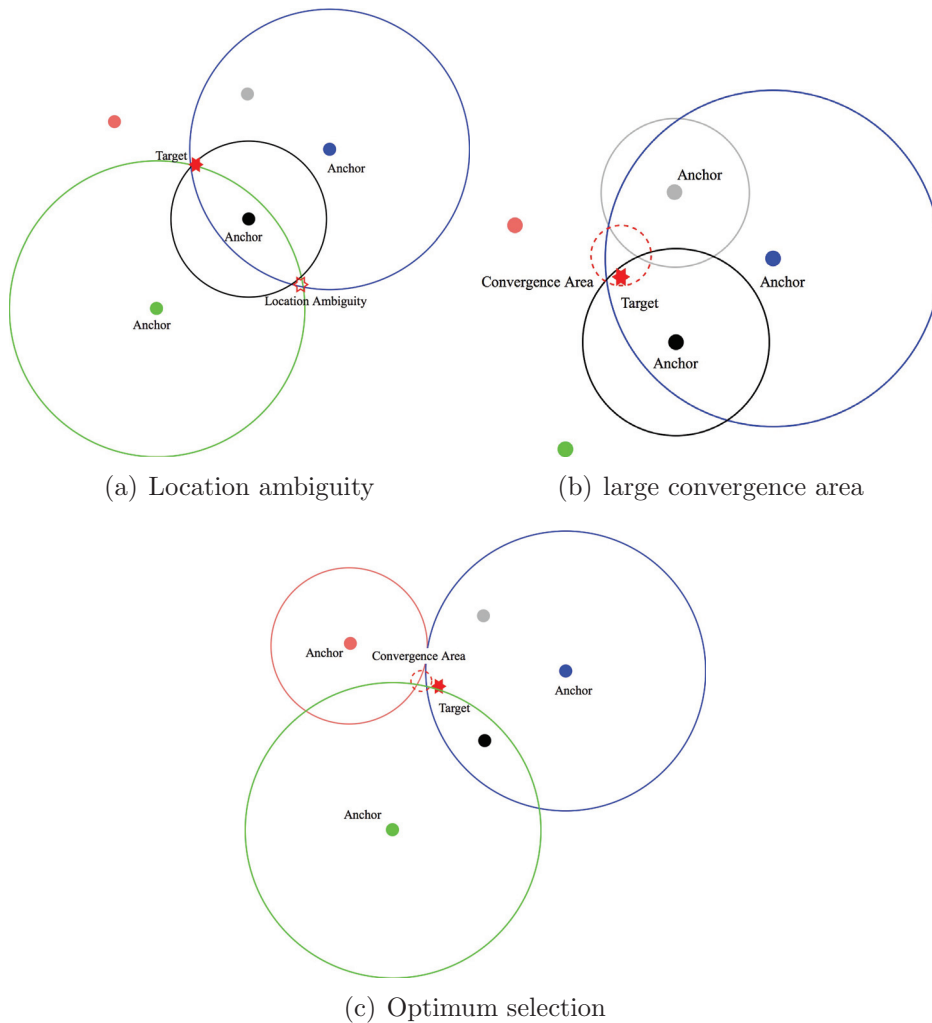 Target
Anchor
Anchor
Location Ambiguity
Anchor
(a) Location ambiguity
Anchor
Anchor
Convergence Area
Target
Anchor
(b) large convergence area
Anchor
Convergence Area
Anchor
Target
Anchor
(c) Optimum selection